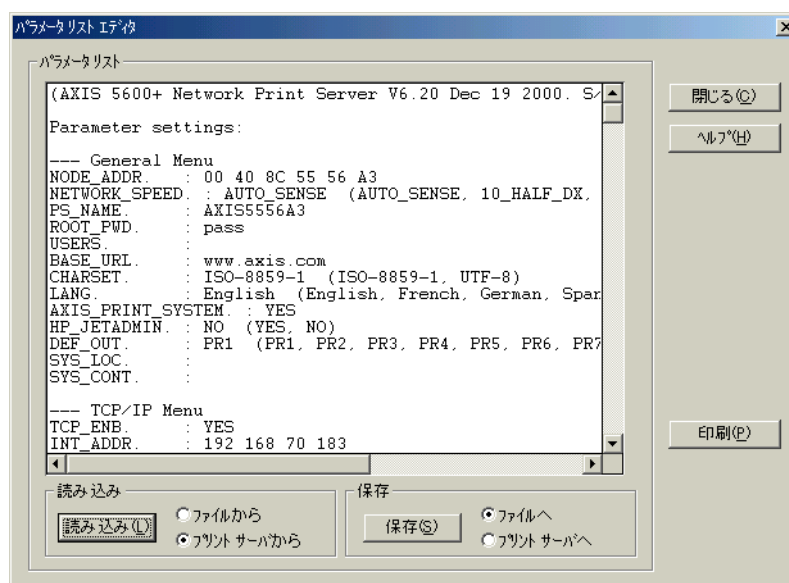 パラメータ リスト エディタ
パラメータ リスト
(AXIS 5600+ Network Print Server V6.20 Dec 19 2000. S/
Parameter settings:
--- General Menu
NODE_ADDR. : 00 40 8C 55 56 A3
NETWORK_SPEED. : AUTO_SENSE (AUTO_SENSE, 10_HALF_DX,
PS_NAME. : AXIS5556A3
ROOT_PWD. : pass
USERS. :
BASE_URL. : www.axis.com
CHARSET. : ISO-8859-1 (ISO-8859-1, UTF-8)
LANG. : English (English, French, German, Span
AXIS_PRINT_SYSTEM. : YES
HP_JETADMIN. : NO (YES, NO)
DEF_OUT. : PR1 (PR1, PR2, PR3, PR4, PR5, PR6, PR7
SYS_LOC. :
SYS_CONT. :
--- TCP/IP Menu
TCP_ENB. : YES
INT_ADDR. : 192 168 70 183
閉じる(C)
ヘルプ(H)
印刷(P)
読み込み
読み込み(L)
ファイルから
プリント サーバから
保存
保存(S)
ファイルへ
プリント サーバへ